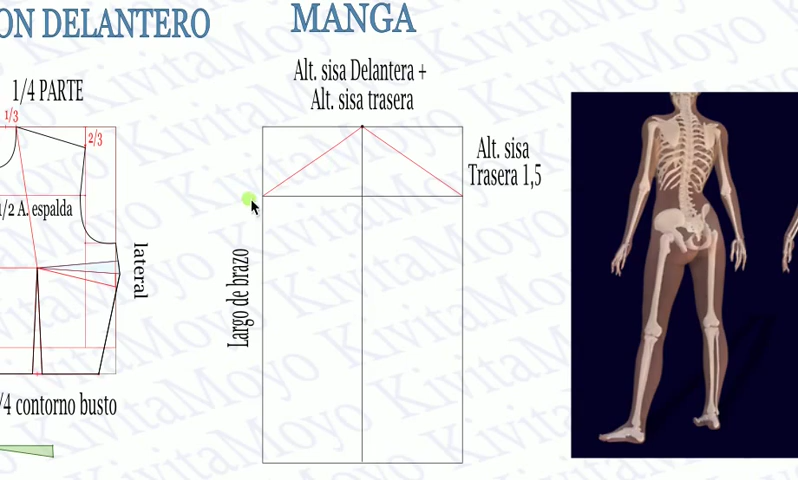 ON DELANTERO
MANGA
1/4 PARTE
1/3
2/3
1/2 A. espalda
lateral
/4 contorno busto
Alt. sisa Delantera +
Alt. sisa trasera
Alt. sisa
Trasera 1,5
Largo de brazo
KivitaMoyo